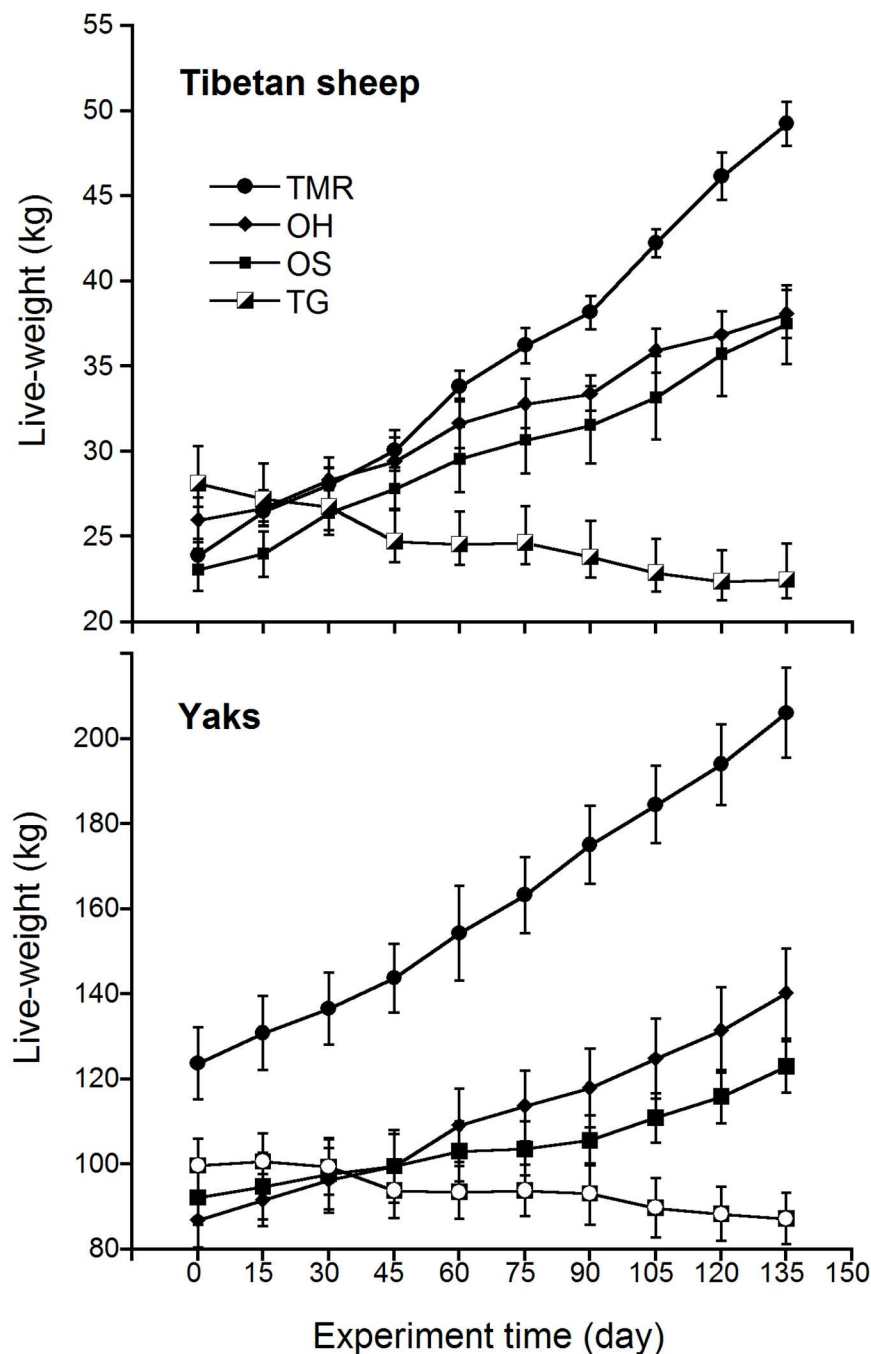 Tibetan sheep
TMR
OH
OS
TG
Live-weight (kg)
55
50
45
40
35
30
25
20
Yaks
Live-weight (kg)
200
180
160
140
120
100
80
0 15 30 45 60 75 90 105 120 135 150
Experiment time (day)